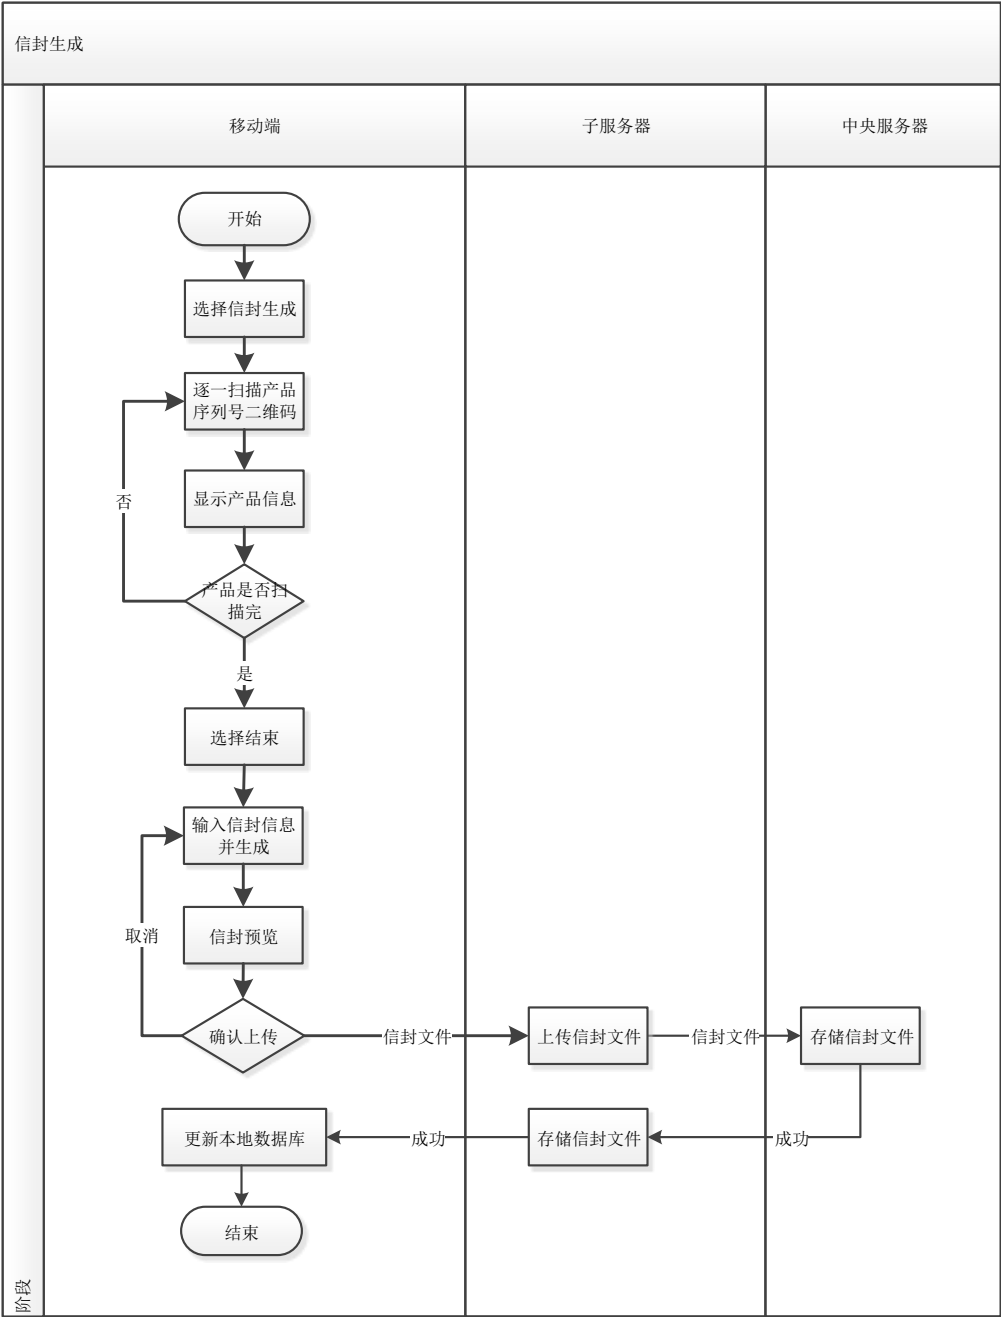 信封生成
移动端
子服务器
中央服务器
开始
选择信封生成
逐一扫描产品
序列号二维码
否
显示产品信息
产品是否扫
描完
是
选择结束
输入信封信息
并生成
取消
信封预览
确认上传
信封文件
上传信封文件
信封文件
存储信封文件
更新本地数据库
成功
存储信封文件
成功
结束
阶段